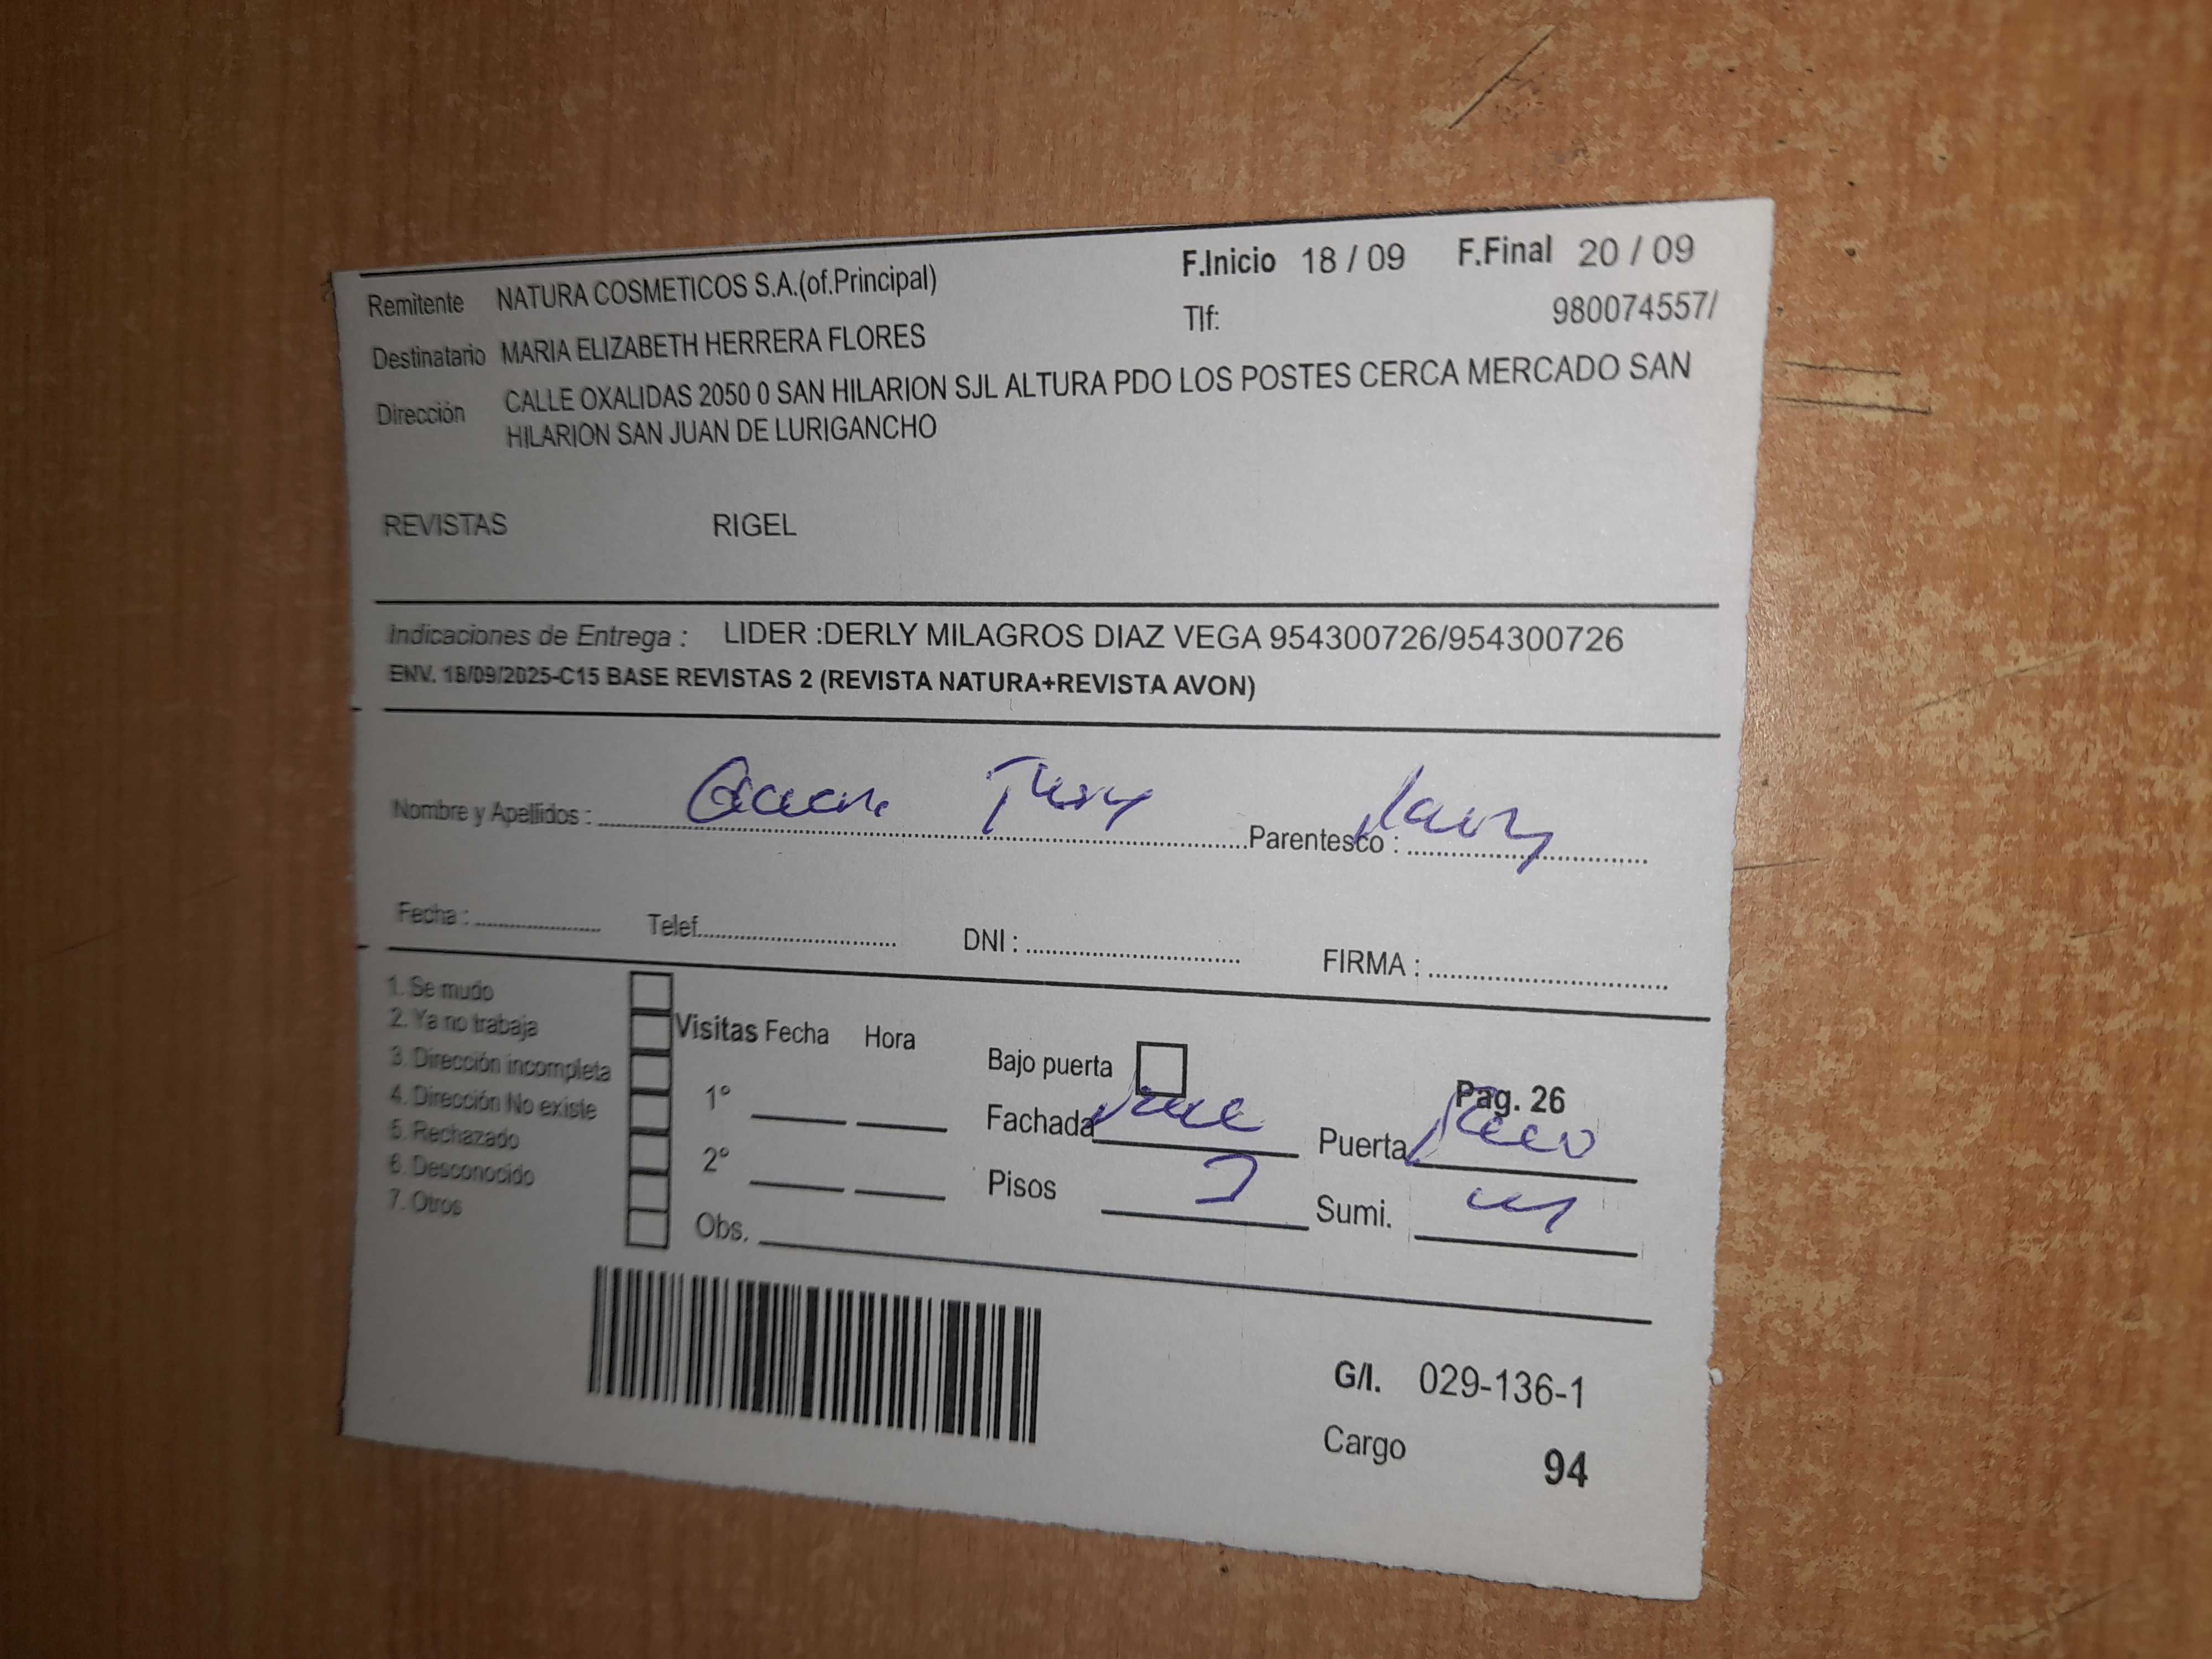 Remitente NATURA COSMETICOS S.A.(of.Principal) F.Inicio 18 / 09 F.Final 20 / 09
Destinatario MARIA ELIZABETH HERRERA FLORES Tlf: 980074557/
Dirección CALLE OXALIDAS 2050 0 SAN HILARION SJL ALTURA PDO LOS POSTES CERCA MERCADO SAN
HILARION SAN JUAN DE LURIGANCHO
REVISTAS RIGEL
Indicaciones de Entrega : LIDER :DERLY MILAGROS DIAZ VEGA 954300726/954300726
ENV. 18/09/2025-C15 BASE REVISTAS 2 (REVISTA NATURA+REVISTA AVON)
Nombre y Apellidos : Parentesco :
Fecha : Telef. DNI : FIRMA :
1. Se mudo
2. Ya no trabaja
3. Dirección incompleta
4. Dirección No existe
5. Rechazado
6. Desconocido
7. Otros
Visitas Fecha Hora
1°
2°
Obs.
Bajo puerta
Pag. 26
Fachada Puerta
Pisos Sumi.
G/I. 029-136-1
Cargo 94